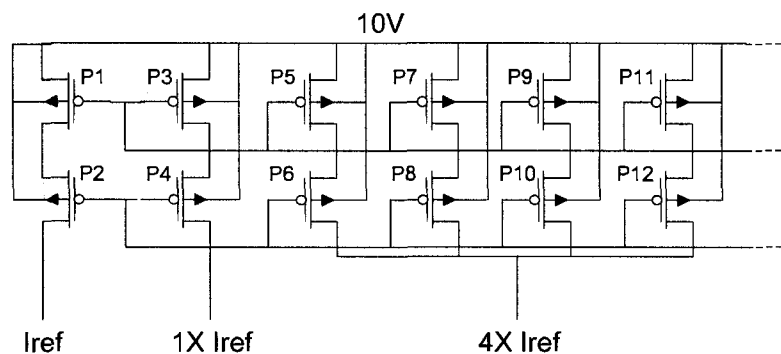 10V
P1 P3 P5 P7 P9 P11
P2 P4 P6 P8 P10 P12
Iref 1X Iref 4X Iref